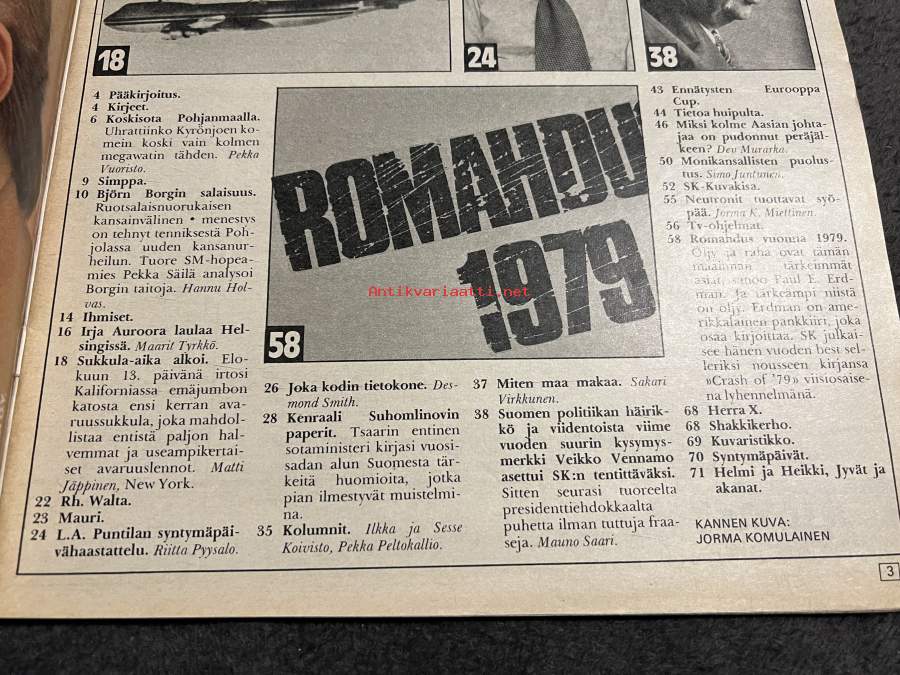 18
24
38
4 Pääkirjoitus.
4 Kirjeet.
6 Koskisota Pohjanmaalla.
Uhrattiinko Kyrönjoen ko-
mein koski vain kolmen
megawatin tähden. Pekka
Vuoristo.
9 Simppa.
10 Björn Borgin salaisuus.
Ruotsalaisnuorukaisen
kansainvälinen menestys
on tehnyt tenniksestä Poh-
jolassa uuden kansanur-
heilun. Tuore SM-hopea-
mies Pekka Säilä analysoi
Borgin taitoja. Hannu Hol-
vas.
14 Ihmiset.
16 Irja Auroora laulaa Hel-
singissä. Maarit Tyrkkö.
18 Sukkula-aika alkoi. Elo-
kuun 13. päivänä irtosi
Kaliforniassa emäjumbon
katosta ensi kerran ava-
ruussukkula, joka mahdol-
listaa entistä paljon hal-
vemmat ja useampikertai-
set avaruuslennot. Matti
Jäppinen, New York.
22 Rh. Walta.
23 Mauri.
24 L.A. Puntilan syntymäpäi-
vähaastattelu. Riitta Pyysalo.
ROMAHDU
1979
Antikvariaatti.net
58
26 Joka kodin tietokone. Des-
mond Smith.
28 Kenraali Suhomlinovin
paperit. Tsaarin entinen
sotaministeri kirjasi vuosi-
sadan alun Suomesta tär-
keitä huomioita, jotka
pian ilmestyvät muistelmi-
na.
35 Kolumnit. Ilkka ja Sesse
Koivisto, Pekka Peltokallio.
37 Miten maa makaa. Sakari
Virkkunen.
38 Suomen politiikan häirik-
kö ja viidentoista viime
vuoden suurin kysymys-
merkki Veikko Vennamo
asettui SK:n tentittäväksi.
Sitten seurasi tuoreelta
presidenttiehdokkaalta
puhetta ilman tuttuja fraa-
seja. Mauno Saari.
43 Ennätysten Eurooppa
Cup.
44 Tietoa huipulta.
46 Miksi kolme Aasian johta-
jaa on pudonnut peräjäl-
keen? Dev Murarka.
50 Monikansallisten puolus-
tus. Simo Juntunen.
52 SK-Kuvakisa.
55 Neutronit tuottavat syö-
pää. Jorma K. Miettinen.
56 Tv-ohjelmat.
58 Romahdus vuonna 1979.
Öljy ja raha ovat tämän
maailman tärkeimmät
asiat, sanoo Paul E. Erd-
man. Ja tärkeämpi niistä
on öljy. Erdman on ame-
rikkalainen pankkiiri, joka
osaa kirjoittaa. SK julkai-
see hänen vuoden best sel-
leriksi nousseen kirjansa
»Crash of '79» viisiosaise-
na lyhennelmänä.
68 Herra X.
68 Shakkikerho.
69 Kuvaristikko.
70 Syntymäpäivät.
71 Helmi ja Heikki, Jyvät ja
akanat.
KANNEN KUVA:
JORMA KOMULAINEN
3